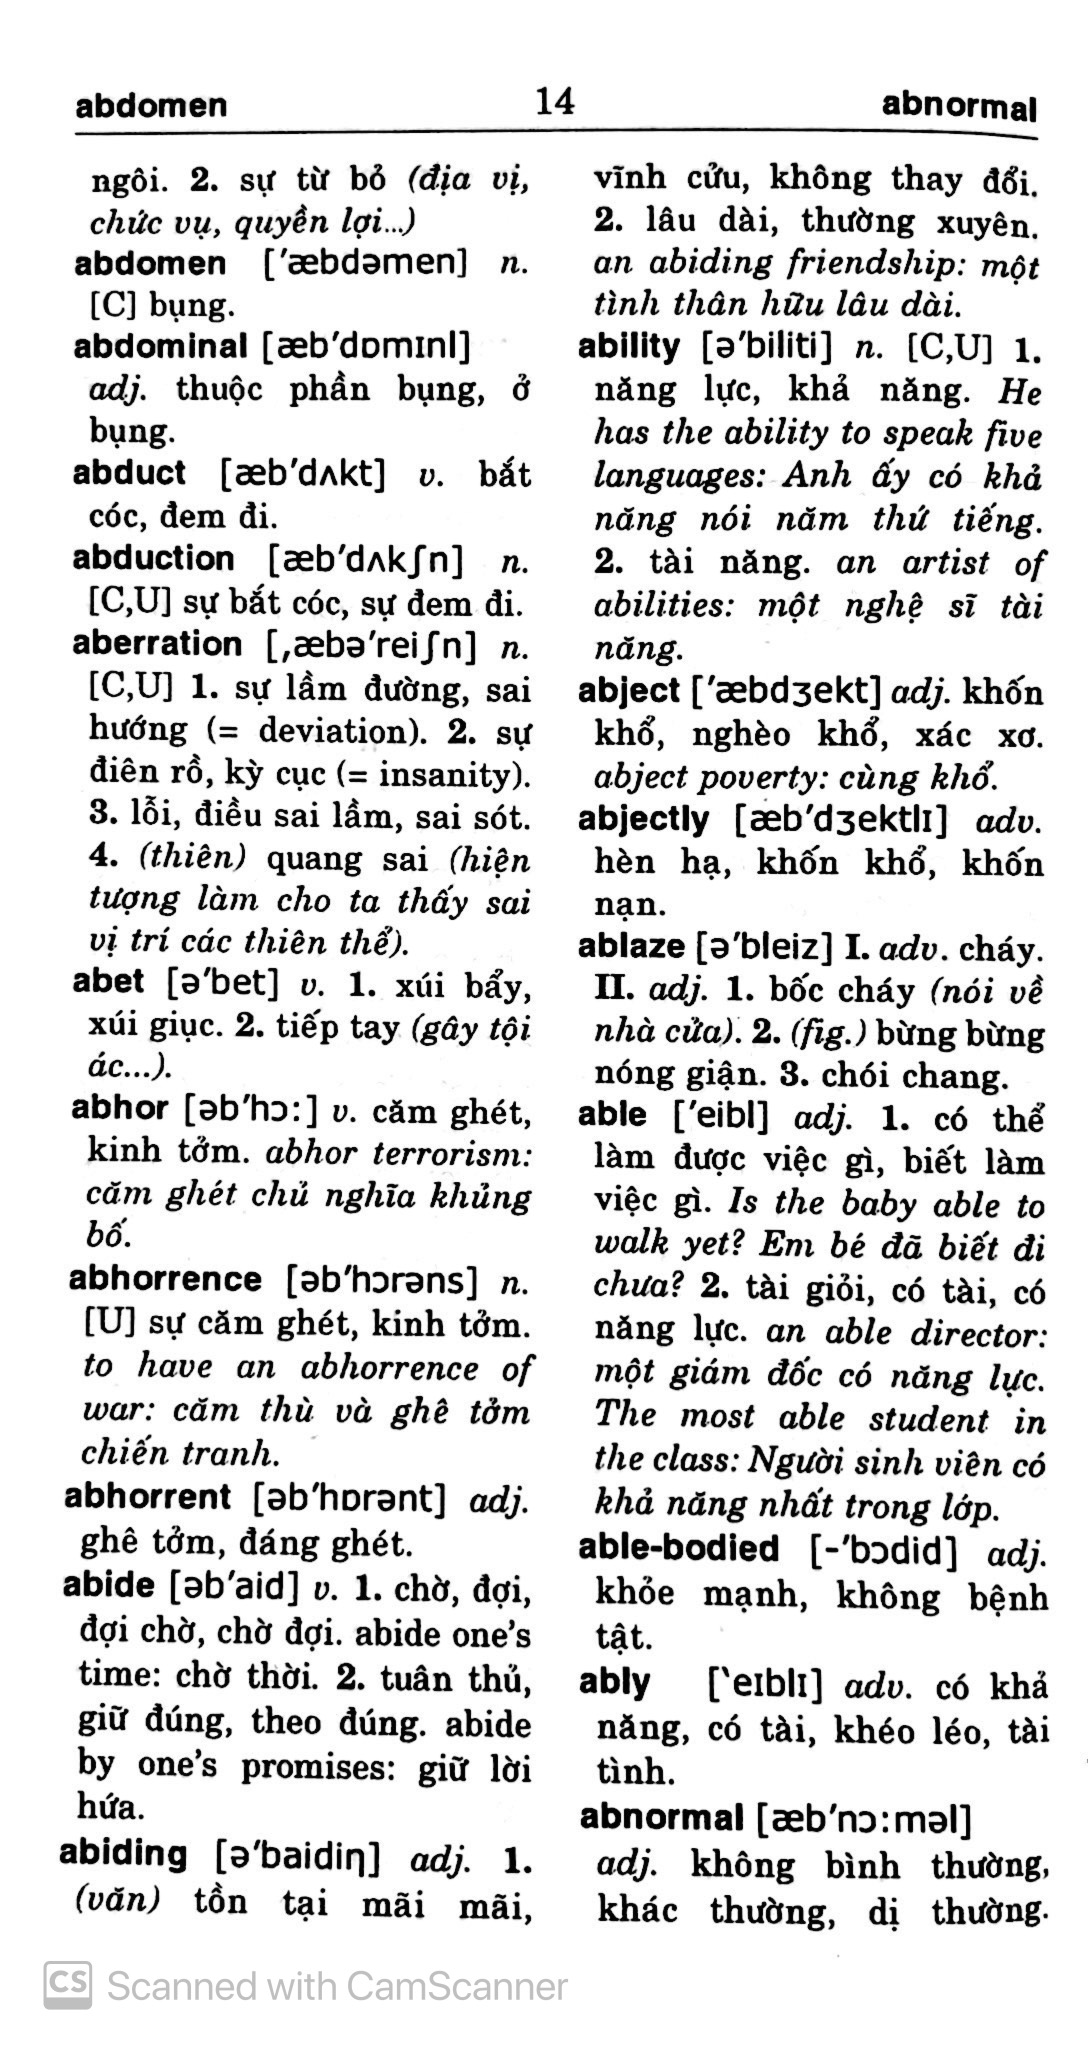 abdomen 14 abnormal
ngôi. 2. sự từ bỏ (địa vị,
chức vụ, quyền lợi...)
abdomen [′æbdəmen] n.
[C] bụng.
abdominal [æb′dɒmɪnl]
adj. thuộc phần bụng, ở
bụng.
abduct [æb′dʌkt] v. bắt
cóc, đem đi.
abduction [æb′dʌkʃn] n.
[C,U] sự bắt cóc, sự đem đi.
aberration [,æbə′reiʃn] n.
[C,U] 1. sự lầm đường, sai
hướng (= deviation). 2. sự
điên rồ, kỳ cục (= insanity).
3. lỗi, điều sai lầm, sai sót.
4. (thiên) quang sai (hiện
tượng làm cho ta thấy sai
vị trí các thiên thể).
abet [ə′bet] v. 1. xúi bẩy,
xúi giục. 2. tiếp tay (gây tội
ác...).
abhor [əb′hɔ:] v. căm ghét,
kinh tởm. abhor terrorism:
căm ghét chủ nghĩa khủng
bố.
abhorrence [əb′hɔrəns] n.
[U] sự căm ghét, kinh tởm.
to have an abhorrence of
war: căm thù và ghê tởm
chiến tranh.
abhorrent [əb′hɒrənt] adj.
ghê tởm, đáng ghét.
abide [əb′aid] v. 1. chờ, đợi,
đợi chờ, chờ đợi. abide one's
time: chờ thời. 2. tuân thủ,
giữ đúng, theo đúng. abide
by one's promises: giữ lời
hứa.
abiding [ə′baidiŋ] adj. 1.
(văn) tồn tại mãi mãi,
vĩnh cửu, không thay đổi.
2. lâu dài, thường xuyên.
an abiding friendship: một
tình thân hữu lâu dài.
ability [ə′biliti] n. [C,U] 1.
năng lực, khả năng. He
has the ability to speak five
languages: Anh ấy có khả
năng nói năm thứ tiếng.
2. tài năng. an artist of
abilities: một nghệ sĩ tài
năng.
abject [′æbdʒekt] adj. khốn
khổ, nghèo khổ, xác xơ.
abject poverty: cùng khổ.
abjectly [æb′dʒektlɪ] adv.
hèn hạ, khốn khổ, khốn
nạn.
ablaze [ə′bleiz] I. adv. cháy.
II. adj. 1. bốc cháy (nói về
nhà cửa). 2. (fig.) bừng bừng
nóng giận. 3. chói chang.
able [′eibl] adj. 1. có thể
làm được việc gì, biết làm
việc gì. Is the baby able to
walk yet? Em bé đã biết đi
chưa? 2. tài giỏi, có tài, có
năng lực. an able director:
một giám đốc có năng lực.
The most able student in
the class: Người sinh viên có
khả năng nhất trong lớp.
able-bodied [-′bɔdid] adj.
khỏe mạnh, không bệnh
tật.
ably [‵eɪblɪ] adv. có khả
năng, có tài, khéo léo, tài
tình.
abnormal [æb′nɔ:məl]
adj. không bình thường,
khác thường, dị thường.
CS Scanned with CamScanner